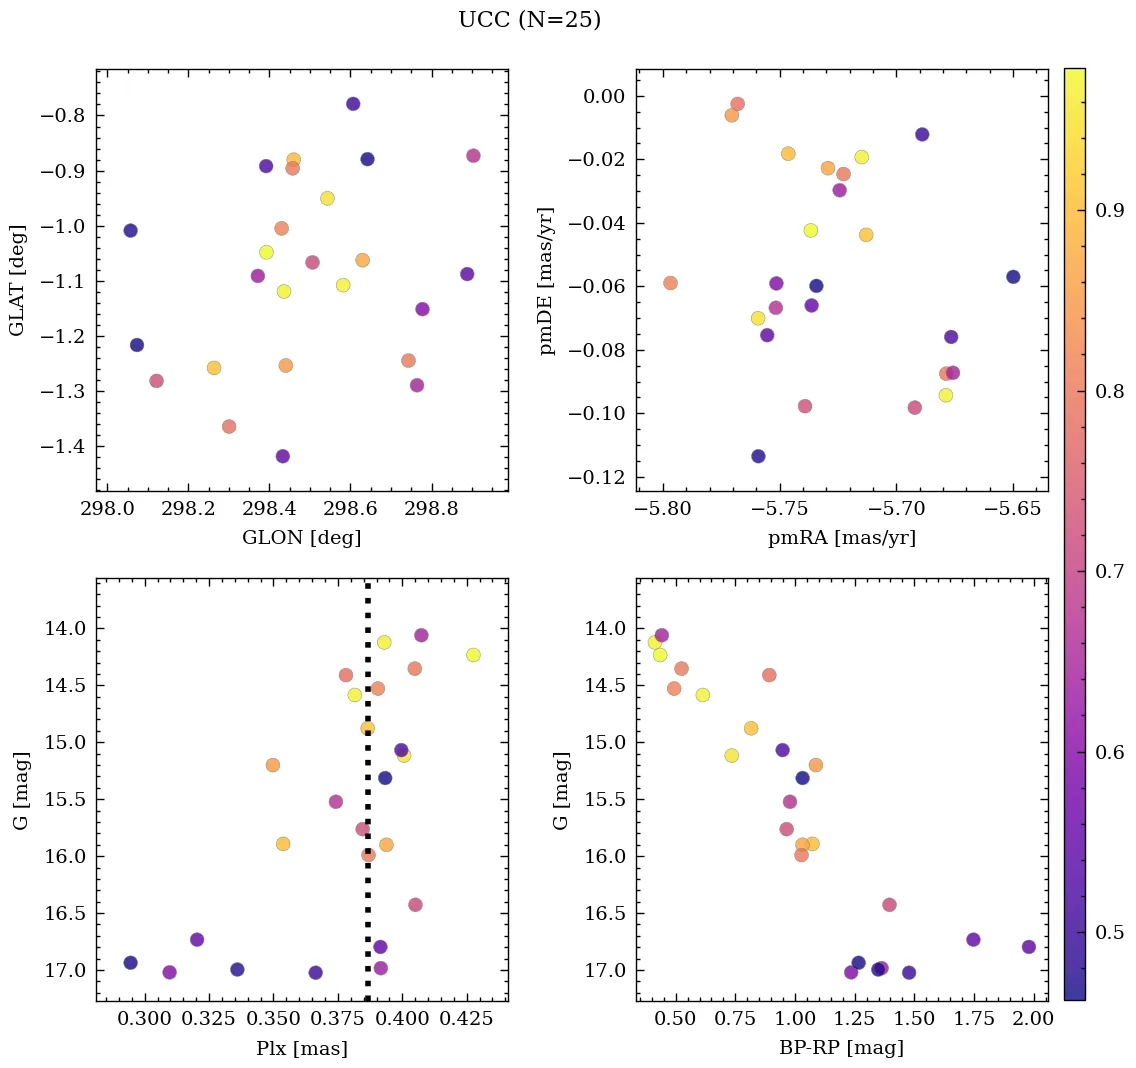 UCC (N=25)
−0.8
−0.9
−1.0
−1.1
−1.2
−1.3
−1.4
GLAT [deg]
298.0 298.2 298.4 298.6 298.8
GLON [deg]
0.00
−0.02
−0.04
−0.06
−0.08
−0.10
−0.12
pmDE [mas/yr]
−5.80 −5.75 −5.70 −5.65
pmRA [mas/yr]
14.0
14.5
15.0
15.5
16.0
16.5
17.0
G [mag]
0.300 0.325 0.350 0.375 0.400 0.425
Plx [mas]
14.0
14.5
15.0
15.5
16.0
16.5
17.0
G [mag]
0.50 0.75 1.00 1.25 1.50 1.75 2.00
BP-RP [mag]
0.9
0.8
0.7
0.6
0.5